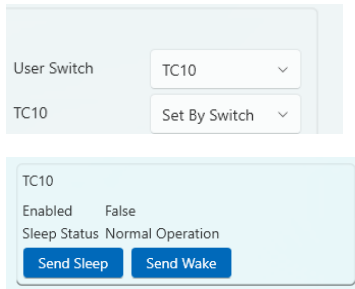 User Switch TC10
TC10 Set By Switch
TC10
Enabled False
Sleep Status Normal Operation
Send Sleep Send Wake